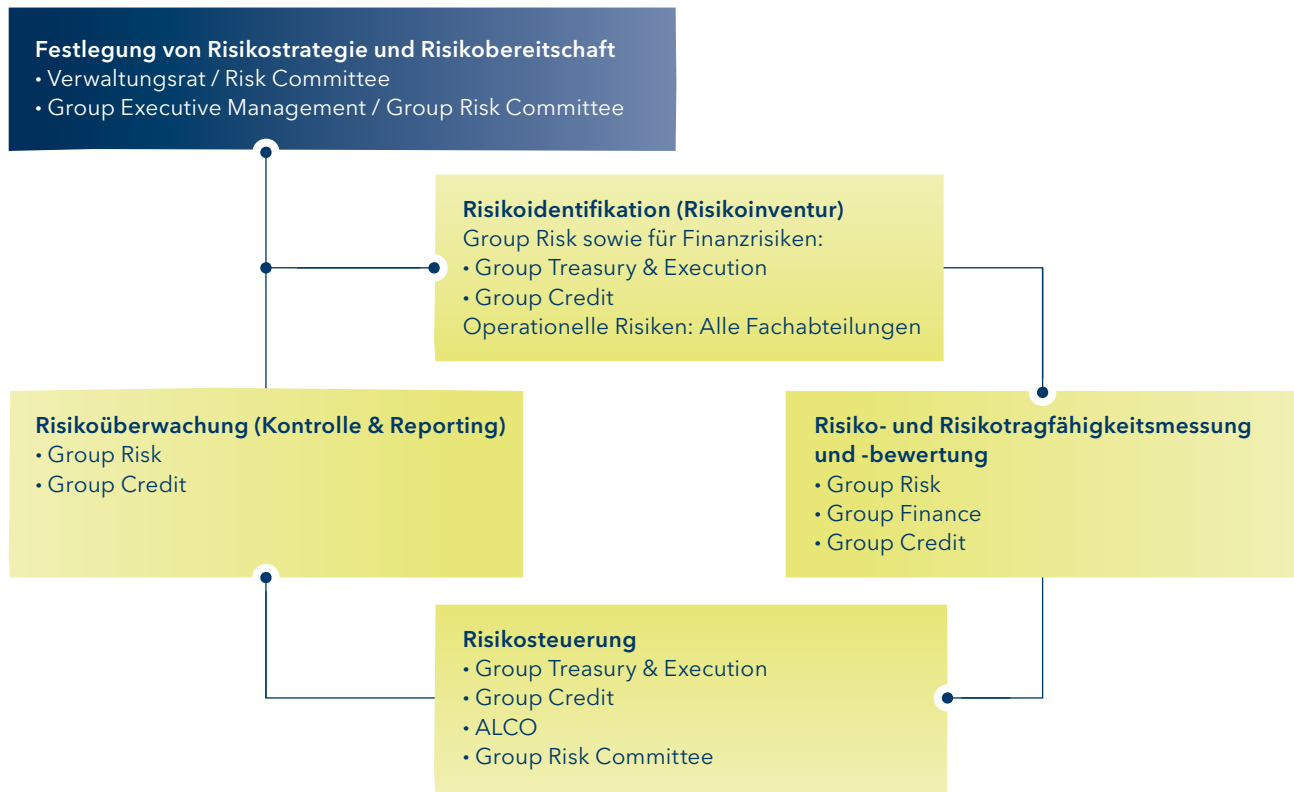 Festlegung von Risikostrategie und Risikobereitschaft
• Verwaltungsrat / Risk Committee
• Group Executive Management / Group Risk Committee
Risikoidentifikation (Risikoinventur)
Group Risk sowie für Finanzrisiken:
• Group Treasury & Execution
• Group Credit
Operationelle Risiken: Alle Fachabteilungen
Risikoüberwachung (Kontrolle & Reporting)
• Group Risk
• Group Credit
Risiko- und Risikotragfähigkeitsmessung
und -bewertung
• Group Risk
• Group Finance
• Group Credit
Risikosteuerung
• Group Treasury & Execution
• Group Credit
• ALCO
• Group Risk Committee